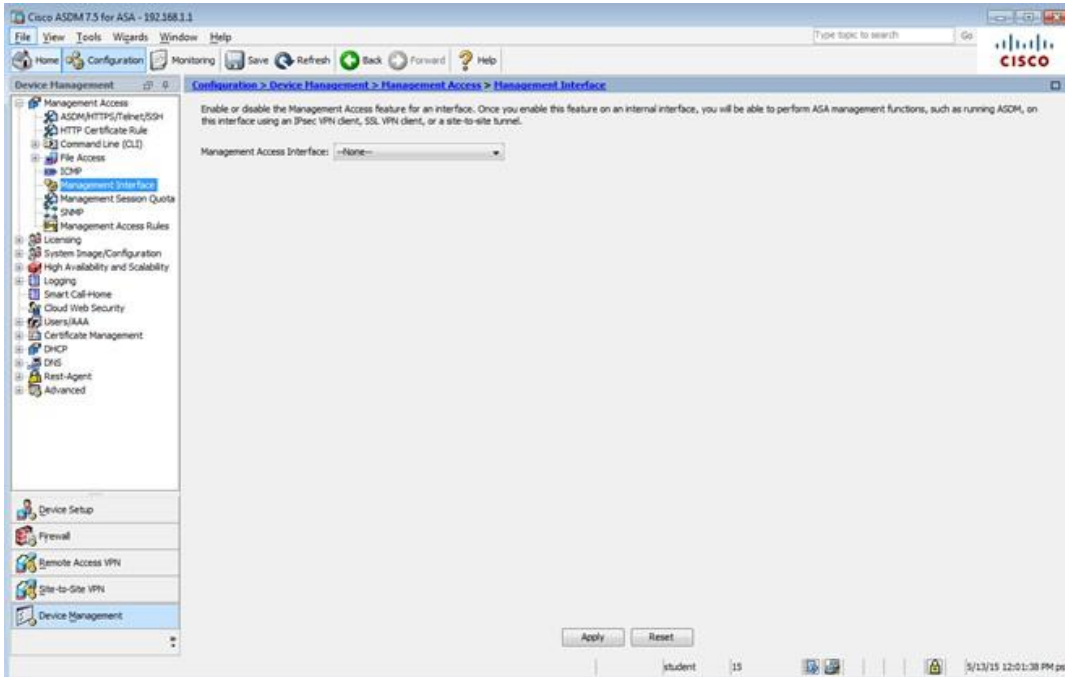 Cisco ASDM 7.5 for ASA - 192.168.1.1
File View Tools Wizards Window Help
Type topic to search Go
Home Configuration Monitoring Save Refresh Back Forward Help
CISCO
Device Management
Configuration > Device Management > Management Access > Management Interface
Management Access
ASDM/HTTPS/Telnet/SSH
HTTP Certificate Rule
Command Line (CLI)
File Access
ICMP
Management Interface
Management Session Quota
SNMP
Management Access Rules
Licensing
System Image/Configuration
High Availability and Scalability
Logging
Smart Call-Home
Cloud Web Security
Users/AAA
Certificate Management
DHCP
DNS
Rest-Agent
Advanced
Enable or disable the Management Access feature for an interface. Once you enable this feature on an internal interface, you will be able to perform ASA management functions, such as running ASDM, on
this interface using an IPsec VPN client, SSL VPN client, or a site-to-site tunnel.
Management Access Interface: --None--
Device Setup
Firewall
Remote Access VPN
Site-to-Site VPN
Device Management
Apply Reset
student 15 5/13/15 12:01:38 PM ps